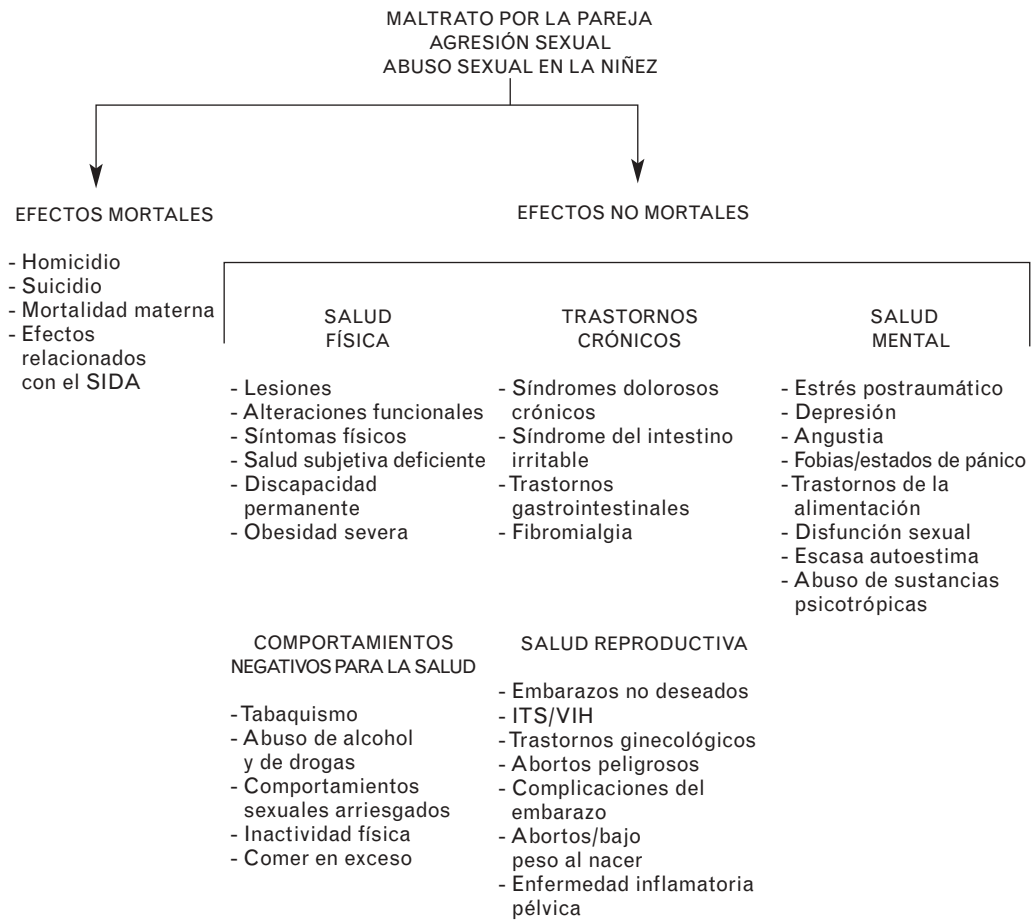 MALTRATO POR LA PAREJA
AGRESIÓN SEXUAL
ABUSO SEXUAL EN LA NIÑEZ
EFECTOS MORTALES
- Homicidio
- Suicidio
- Mortalidad materna
- Efectos
relacionados
con el SIDA
EFECTOS NO MORTALES
SALUD
FÍSICA
- Lesiones
- Alteraciones funcionales
- Síntomas físicos
- Salud subjetiva deficiente
- Discapacidad
permanente
- Obesidad severa
TRASTORNOS
CRÓNICOS
- Síndromes dolorosos
crónicos
- Síndrome del intestino
irritable
- Trastornos
gastrointestinales
- Fibromialgia
SALUD
MENTAL
- Estrés postraumático
- Depresión
- Angustia
- Fobias/estados de pánico
- Trastornos de la
alimentación
- Disfunción sexual
- Escasa autoestima
- Abuso de sustancias
psicotrópicas
COMPORTAMIENTOS
NEGATIVOS PARA LA SALUD
- Tabaquismo
- Abuso de alcohol
y de drogas
- Comportamientos
sexuales arriesgados
- Inactividad física
- Comer en exceso
SALUD REPRODUCTIVA
- Embarazos no deseados
- ITS/VIH
- Trastornos ginecológicos
- Abortos peligrosos
- Complicaciones del
embarazo
- Abortos/bajo
peso al nacer
- Enfermedad inflamatoria
pélvica